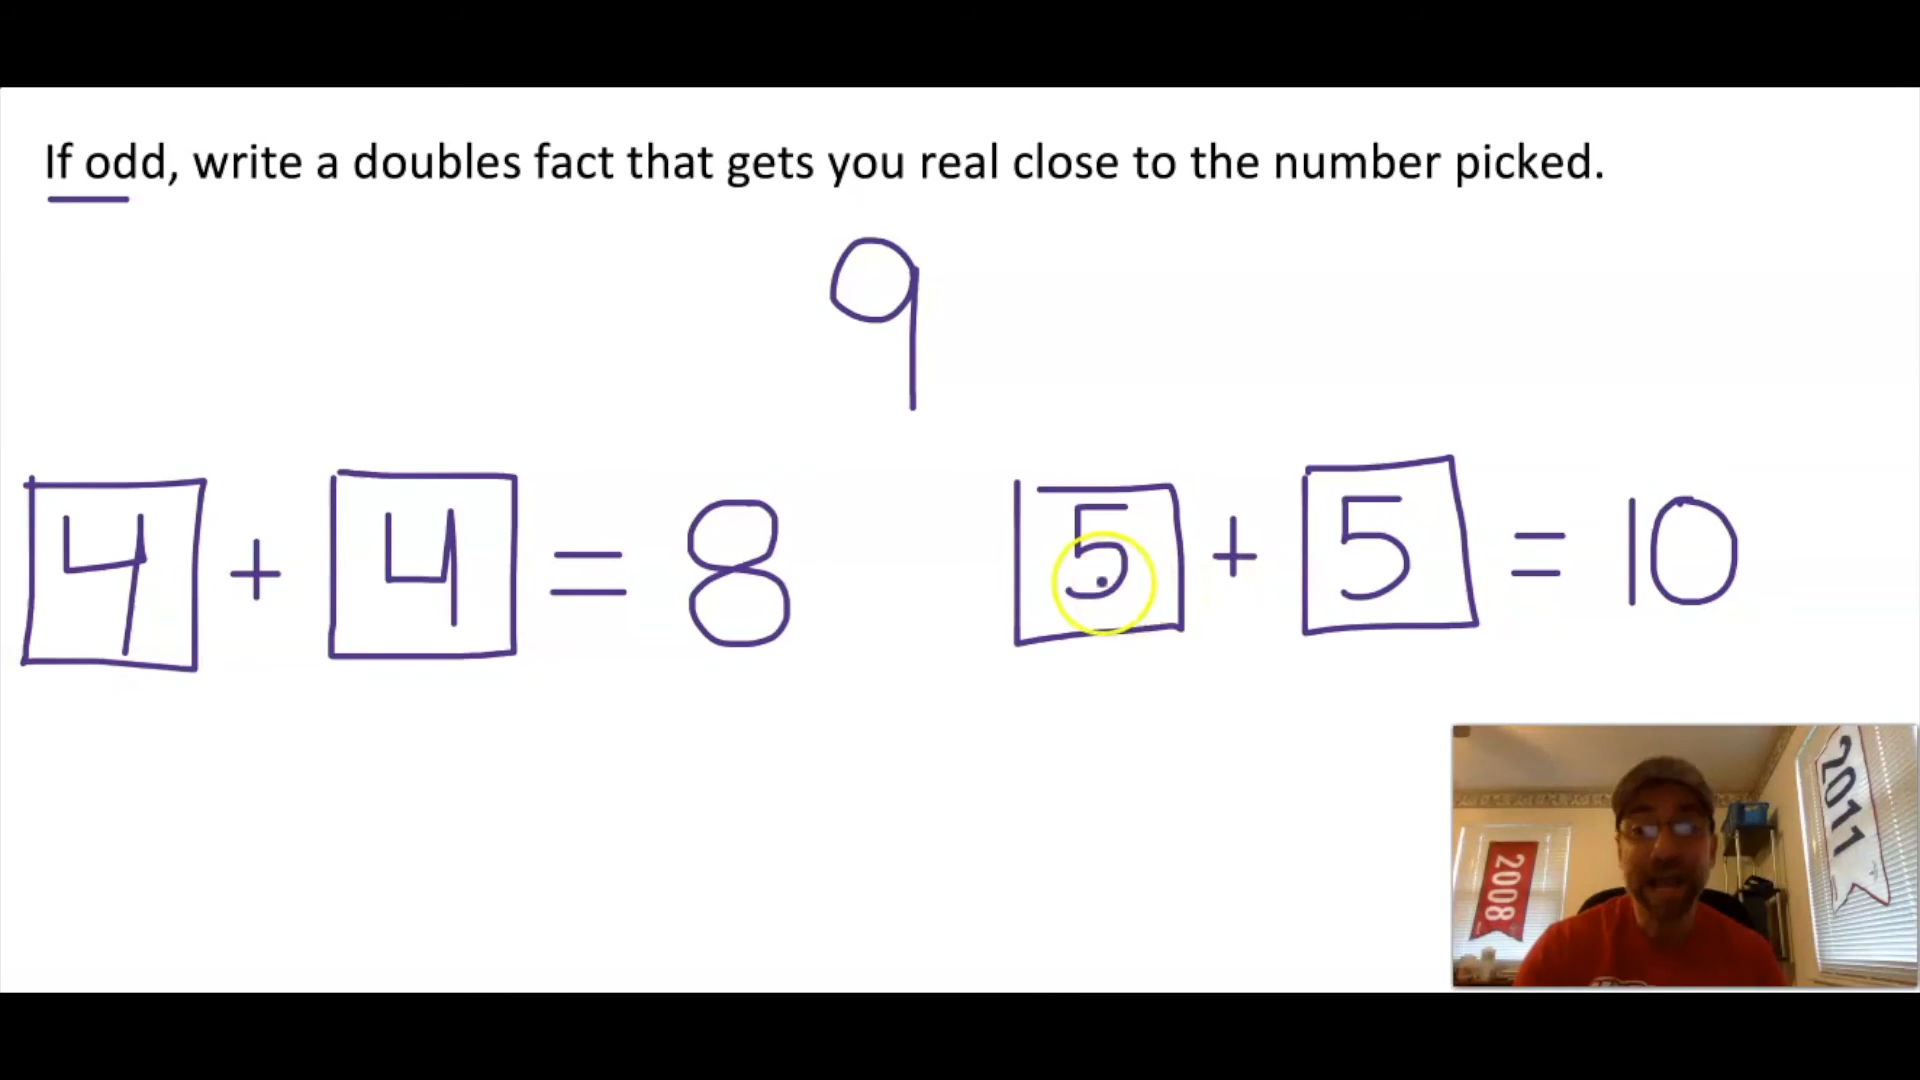 If odd, write a doubles fact that gets you real close to the number picked.
9
4 + 4 = 8
5 + 5 = 10
2008
2011